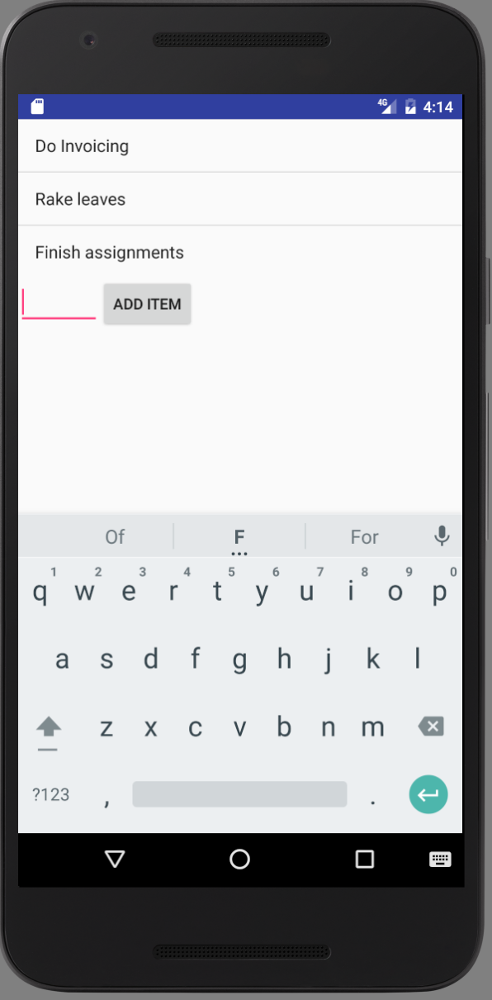 4G 4:14
Do Invoicing
Rake leaves
Finish assignments
ADD ITEM
Of F For
1 2 3 4 5 6 7 8 9 0
q w e r t y u i o p
a s d f g h j k l
z x c v b n m
?123 , .